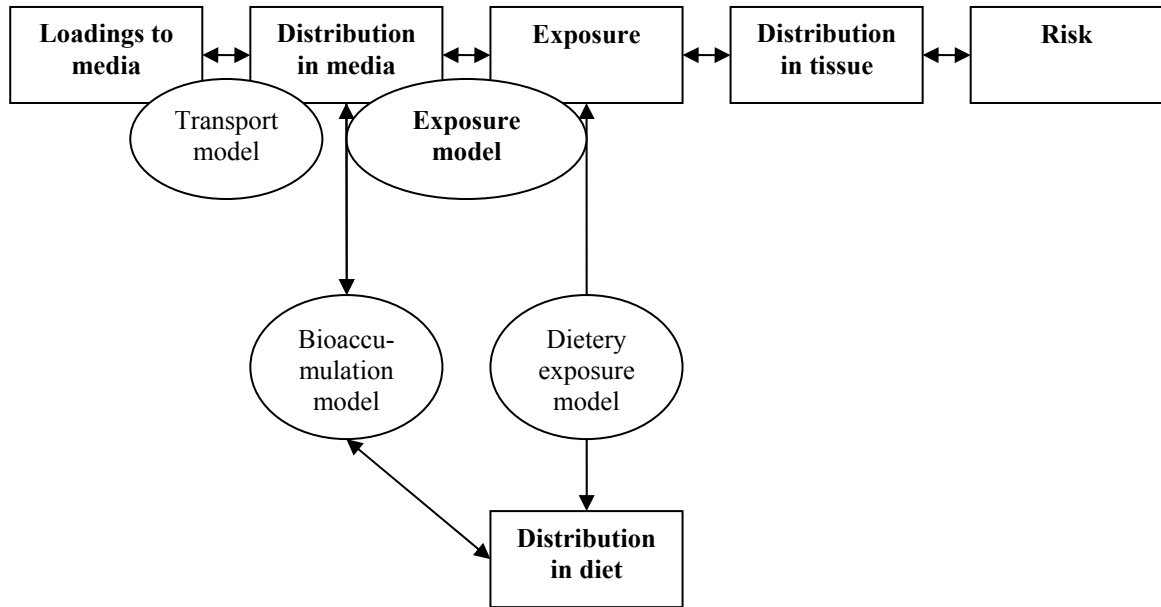 Loadings to
media
Distribution
in media
Exposure
Distribution
in tissue
Risk
Transport
model
Exposure
model
Bioaccu-
mulation
model
Dietery
exposure
model
Distribution
in diet